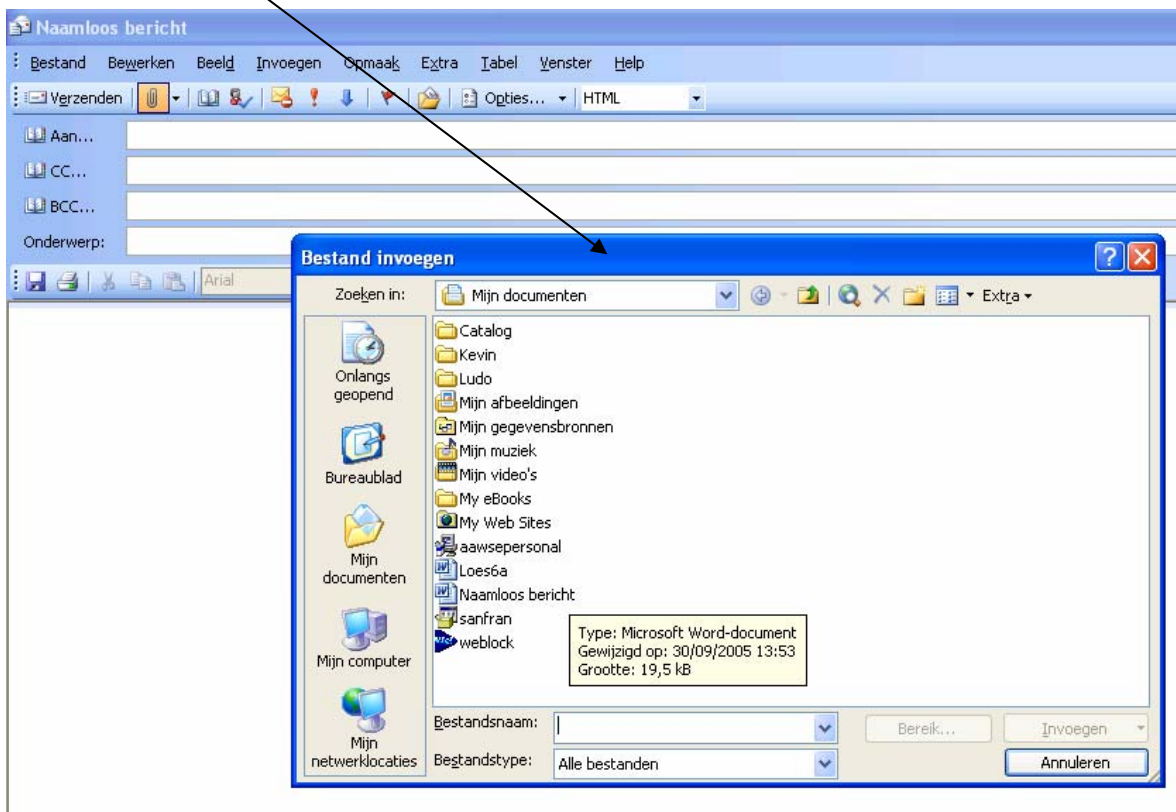 Naamloos bericht
Bestand Bewerken Beeld Invoegen Opmaak Extra Tabel Venster Help
Verzenden Opties... HTML
Aan...
CC...
BCC...
Onderwerp:
Arial
Bestand invoegen
Zoeken in: Mijn documenten Extra
Onlangs geopend
Bureaublad
Mijn documenten
Mijn computer
Mijn netwerklocaties
Catalog
Kevin
Ludo
Mijn afbeeldingen
Mijn gegevensbronnen
Mijn muziek
Mijn video's
My eBooks
My Web Sites
aawsepersonal
Loes6a
Naamloos bericht
sanfran
weblock
Type: Microsoft Word-document
Gewijzigd op: 30/09/2005 13:53
Grootte: 19,5 kB
Bestandsnaam: Bereik... Invoegen
Bestandstype: Alle bestanden Annuleren